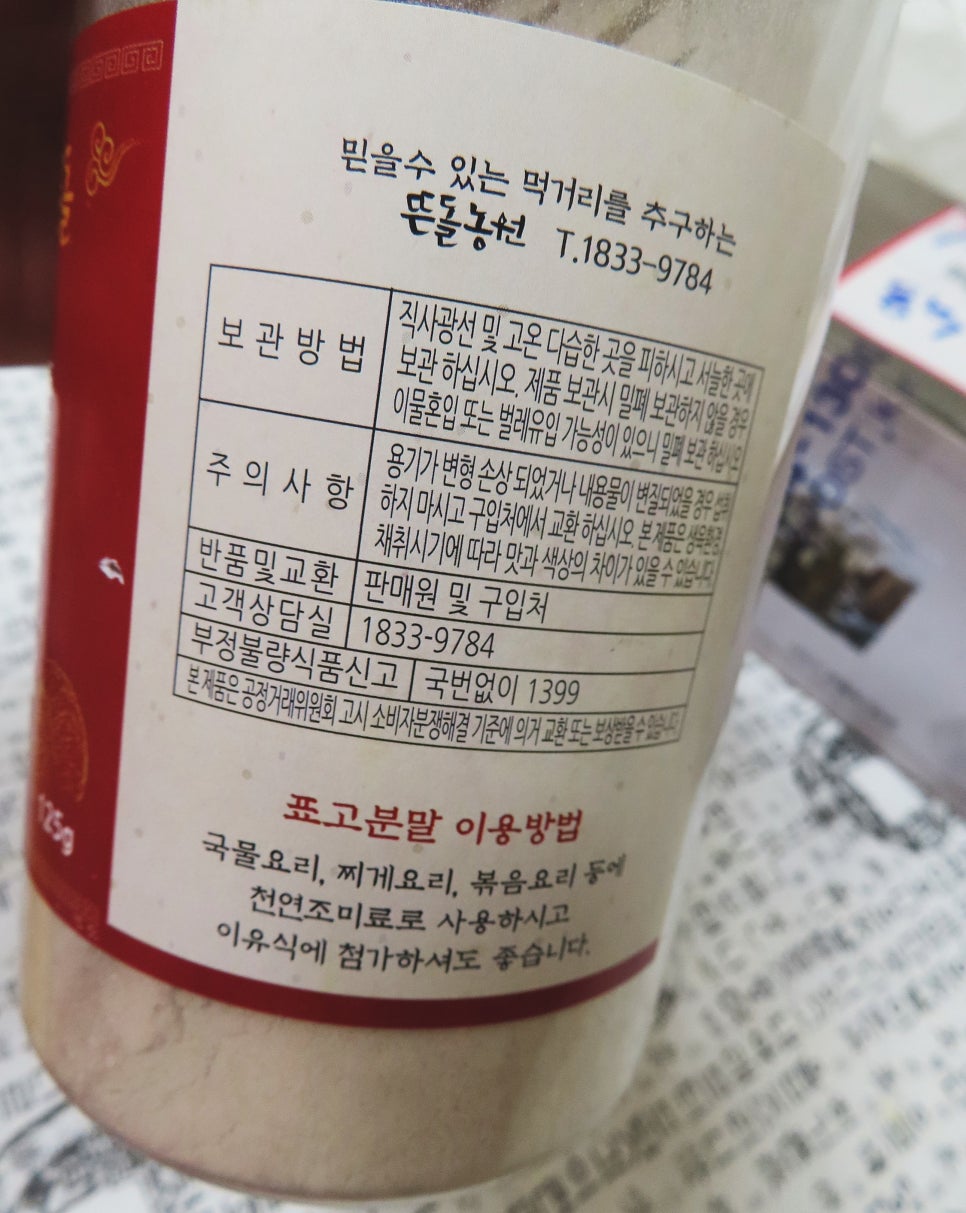 믿을수 있는 먹거리를 추구하는
뜬돌농원 T.1833-9784
보관방법
직사광선 및 고온 다습한 곳을 피하시고 서늘한 곳에
보관 하십시오. 제품 보관시 밀폐 보관하지 않을 경우
이물혼입 또는 벌레유입 가능성이 있으니 밀폐 보관 하십시오.
주의사항
용기가 변형 손상 되었거나 내용물이 변질되었을 경우 섭취
하지 마시고 구입처에서 교환 하십시오. 본 제품은 생육환경,
채취시기에 따라 맛과 색상의 차이가 있을 수 있습니다.
반품및교환 판매원 및 구입처
고객상담실 1833-9784
부정불량식품신고 국번없이 1399
본 제품은 공정거래위원회 고시 소비자분쟁해결 기준에 의거 교환 또는 보상받을 수 있습니다.
표고분말 이용방법
국물요리, 찌게요리, 볶음요리 등에
천연조미료로 사용하시고
이유식에 첨가하셔도 좋습니다.
125g